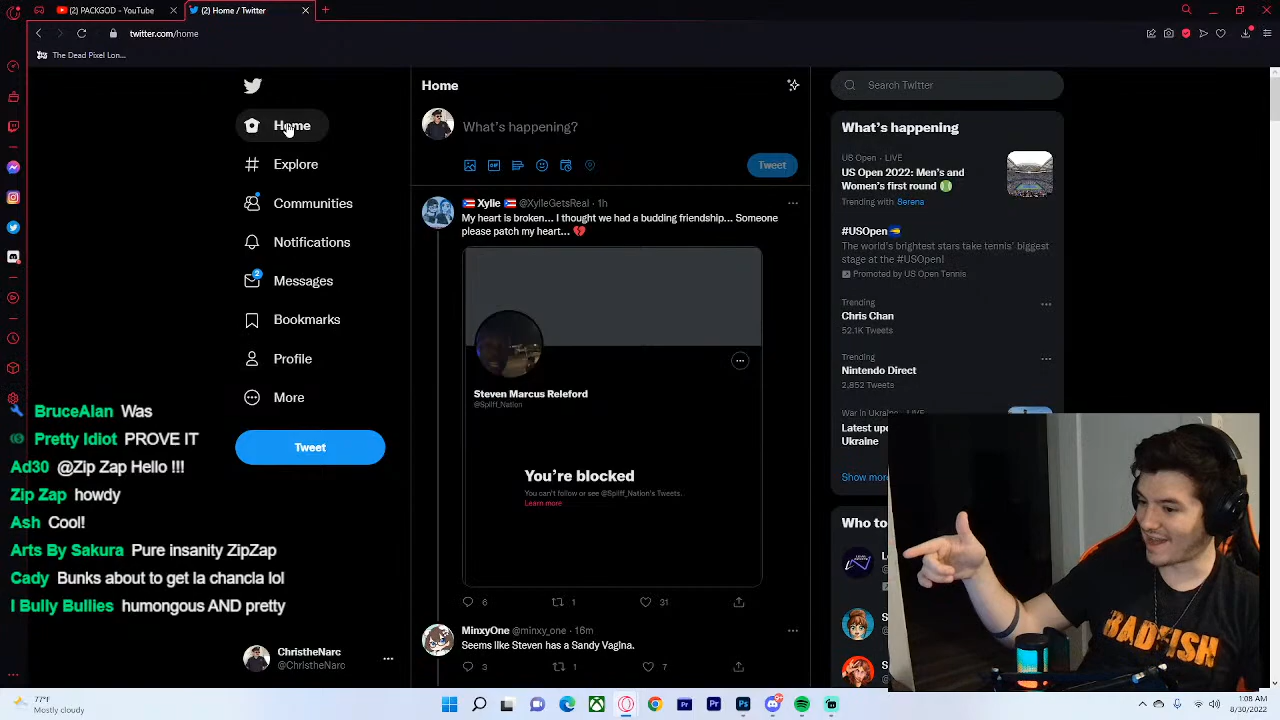 (2) PACKGOD - YouTube
(2) Home / Twitter
twitter.com/home
The Dead Pixel Lon...
Home
Explore
Communities
Notifications
2
Messages
Bookmarks
Profile
More
Tweet
ChristheNarc
@ChristheNarc
BruceAlan Was
Pretty Idiot PROVE IT
Ad30 @Zip Zap Hello !!!
Zip Zap howdy
Ash Cool!
Arts By Sakura Pure insanity ZipZap
Cady Bunks about to get la chancla lol
I Bully Bullies humongous AND pretty
Home
What's happening?
GIF
Tweet
Xylie @XylieGetsReal · 1h
My heart is broken... I thought we had a budding friendship... Someone
please patch my heart...
Steven Marcus Releford
@Spliff_Nation
You're blocked
You can't follow or see @Spliff_Nation's Tweets.
Learn more
6 1 31
MinxyOne @minxy_one · 16m
Seems like Steven has a Sandy Vagina.
3 1 7
Search Twitter
What's happening
US Open · LIVE
US Open 2022: Men's and
Women's first round
Trending with Serena
#USOpen
The world's brightest stars take tennis' biggest
stage at the #USOpen!
Promoted by US Open Tennis
Trending
Chris Chan
52.1K Tweets
Trending
Nintendo Direct
2,852 Tweets
War in Ukraine · LIVE
Latest upd
Ukraine
Show more
Who to
BADFISH
77°F
Mostly cloudy
1:08 AM
8/30/2022